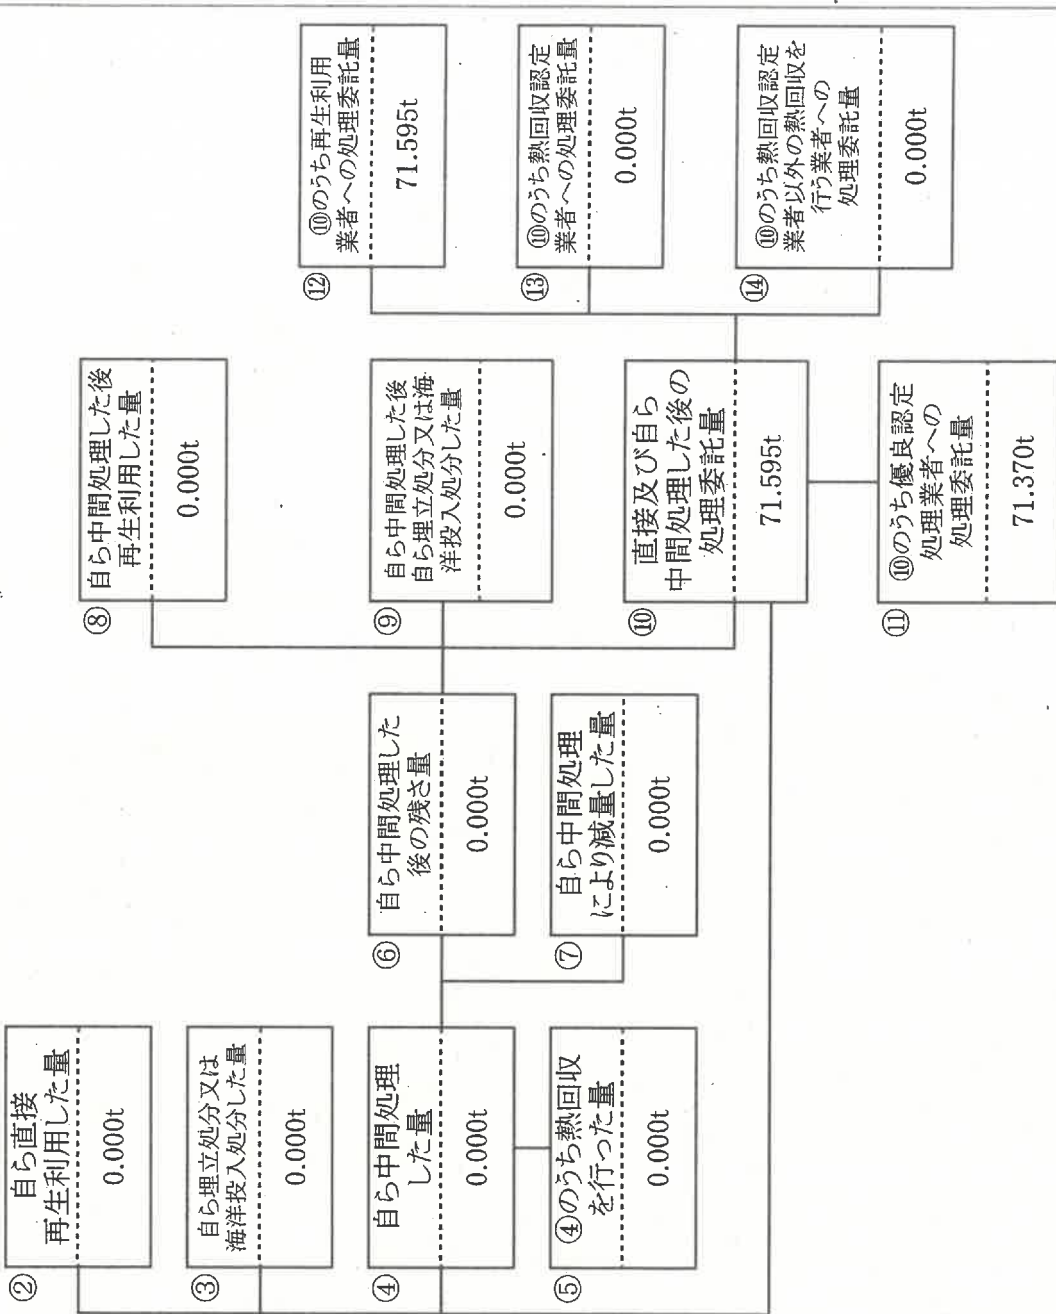 ②
自ら直接
再生利用した量
0.000t
③
自ら埋立処分又は
海洋投入処分した量
0.000t
④
自ら中間処理
した量
0.000t
⑤
④のうち熱回収
を行った量
0.000t
⑥
自ら中間処理した
後の残さ量
0.000t
⑦
自ら中間処理
により減量した量
0.000t
⑧
自ら中間処理した後
再生利用した量
0.000t
⑨
自ら中間処理した後
自ら埋立処分又は海
洋投入処分した量
0.000t
⑩
直接及び自ら
中間処理した後の
処理委託量
71.595t
⑪
⑩のうち優良認定
処理業者への
処理委託量
71.370t
⑫
⑩のうち再生利用
業者への処理委託量
71.595t
⑬
⑩のうち熱回収認定
業者への処理委託量
0.000t
⑭
⑩のうち熱回収認定
業者以外の熱回収を
行う業者への
処理委託量
0.000t